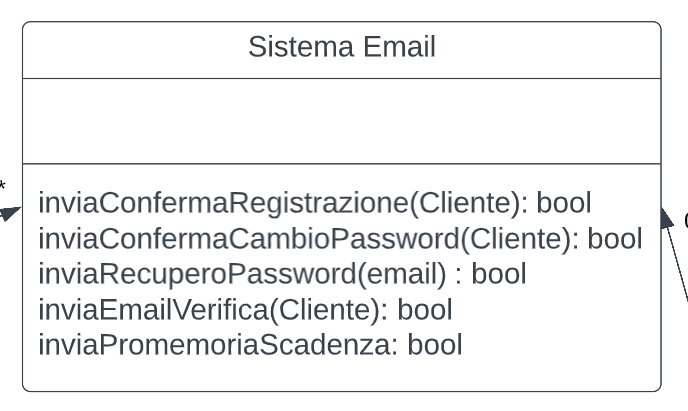 Sistema Email
*
inviaConfermaRegistrazione(Cliente): bool
inviaConfermaCambioPassword(Cliente): bool
inviaRecuperoPassword(email) : bool
inviaEmailVerifica(Cliente): bool
inviaPromemoriaScadenza: bool